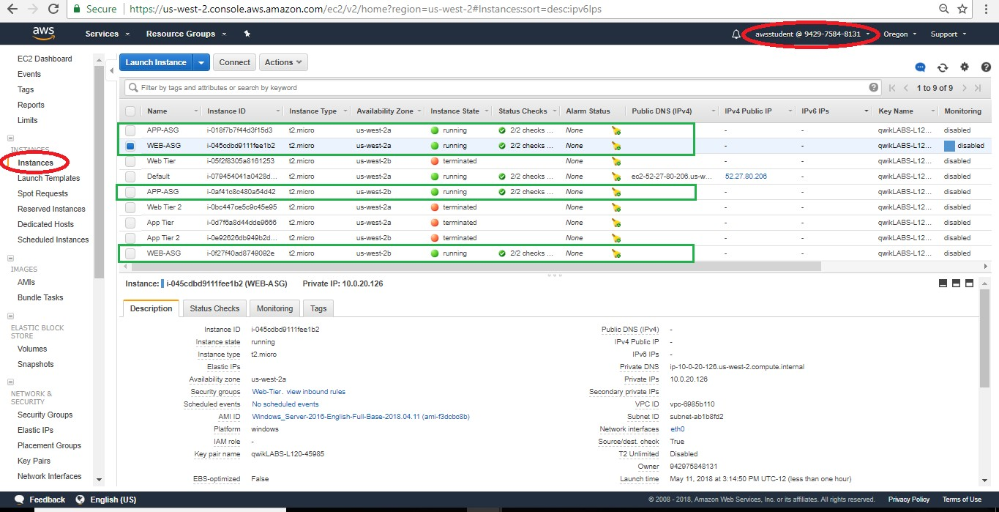 Secure https://us-west-2.console.aws.amazon.com/ec2/v2/home?region=us-west-2#Instances:sort=desc:ipv6Ips
aws Services Resource Groups awsstudent @ 9429-7584-8131 Oregon Support
EC2 Dashboard
Events
Tags
Reports
Limits
INSTANCES
Instances
Launch Templates
Spot Requests
Reserved Instances
Dedicated Hosts
Scheduled Instances
IMAGES
AMIs
Bundle Tasks
ELASTIC BLOCK
STORE
Volumes
Snapshots
NETWORK &
SECURITY
Security Groups
Elastic IPs
Placement Groups
Key Pairs
Network Interfaces
Launch Instance Connect Actions
Filter by tags and attributes or search by keyword 1 to 9 of 9
Name Instance ID Instance Type Availability Zone Instance State Status Checks Alarm Status Public DNS (IPv4) IPv4 Public IP IPv6 IPs Key Name Monitoring
APP-ASG i-018f7b7f44d3f15d3 t2.micro us-west-2a running 2/2 checks ... None - - qwikLABS-L12... disabled
WEB-ASG i-045cdbd9111fee1b2 t2.micro us-west-2a running 2/2 checks ... None - - qwikLABS-L12... disabled
Web Tier i-05f2f8305a8161253 t2.micro us-west-2a terminated None - - qwikLABS-L12... disabled
Default i-079454041a0428d... t2.micro us-west-2a running 2/2 checks ... None ec2-52-27-80-206.us-w... 52.27.80.206 - qwikLABS-L12... disabled
APP-ASG i-0af41c8c480a54d42 t2.micro us-west-2b running 2/2 checks ... None - - qwikLABS-L12... disabled
Web Tier 2 i-0bc447ce5c9c45e95 t2.micro us-west-2b terminated None - - qwikLABS-L12... disabled
App Tier i-0d7f6a8d44dde9666 t2.micro us-west-2a terminated None - - qwikLABS-L12... disabled
App Tier 2 i-0e92626db949b2d... t2.micro us-west-2b terminated None - - qwikLABS-L12... disabled
WEB-ASG i-0f27f40ad8749092e t2.micro us-west-2b running 2/2 checks ... None - - qwikLABS-L12... disabled
Instance: i-045cdbd9111fee1b2 (WEB-ASG) Private IP: 10.0.20.126
Description Status Checks Monitoring Tags
Instance ID i-045cdbd9111fee1b2 Public DNS (IPv4) -
Instance state running IPv4 Public IP -
Instance type t2.micro IPv6 IPs -
Elastic IPs Private DNS ip-10-0-20-126.us-west-2.compute.internal
Availability zone us-west-2a Private IPs 10.0.20.126
Security groups Web-Tier. view inbound rules Secondary private IPs
Scheduled events No scheduled events VPC ID vpc-6985b110
AMI ID Windows_Server-2016-English-Full-Base-2018.04.11 (ami-f3dcbc8b) Subnet ID subnet-ab1b8fd2
Platform windows Network interfaces eth0
IAM role - Source/dest. check True
Key pair name qwikLABS-L120-45985 T2 Unlimited Disabled
Owner 942975848131
EBS-optimized False Launch time May 11, 2018 at 3:14:50 PM UTC-12 (less than one hour)
Feedback English (US) © 2008 - 2018, Amazon Web Services, Inc. or its affiliates. All rights reserved. Privacy Policy Terms of Use